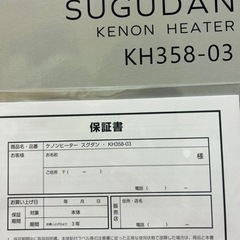 SUGUDAN
KENON HEATER
KH358-03
保証書
商品名・品番 ケノンヒーター スグダン ・ KH358-03
お客様 お名前 様
ご住所 〒( - )
電話 ( ) -
お買い上げ日 年 月 日
保証期間 対象 本体
お買い上げ日より 3 年
販売店 住所・店名
電話 ( ) -